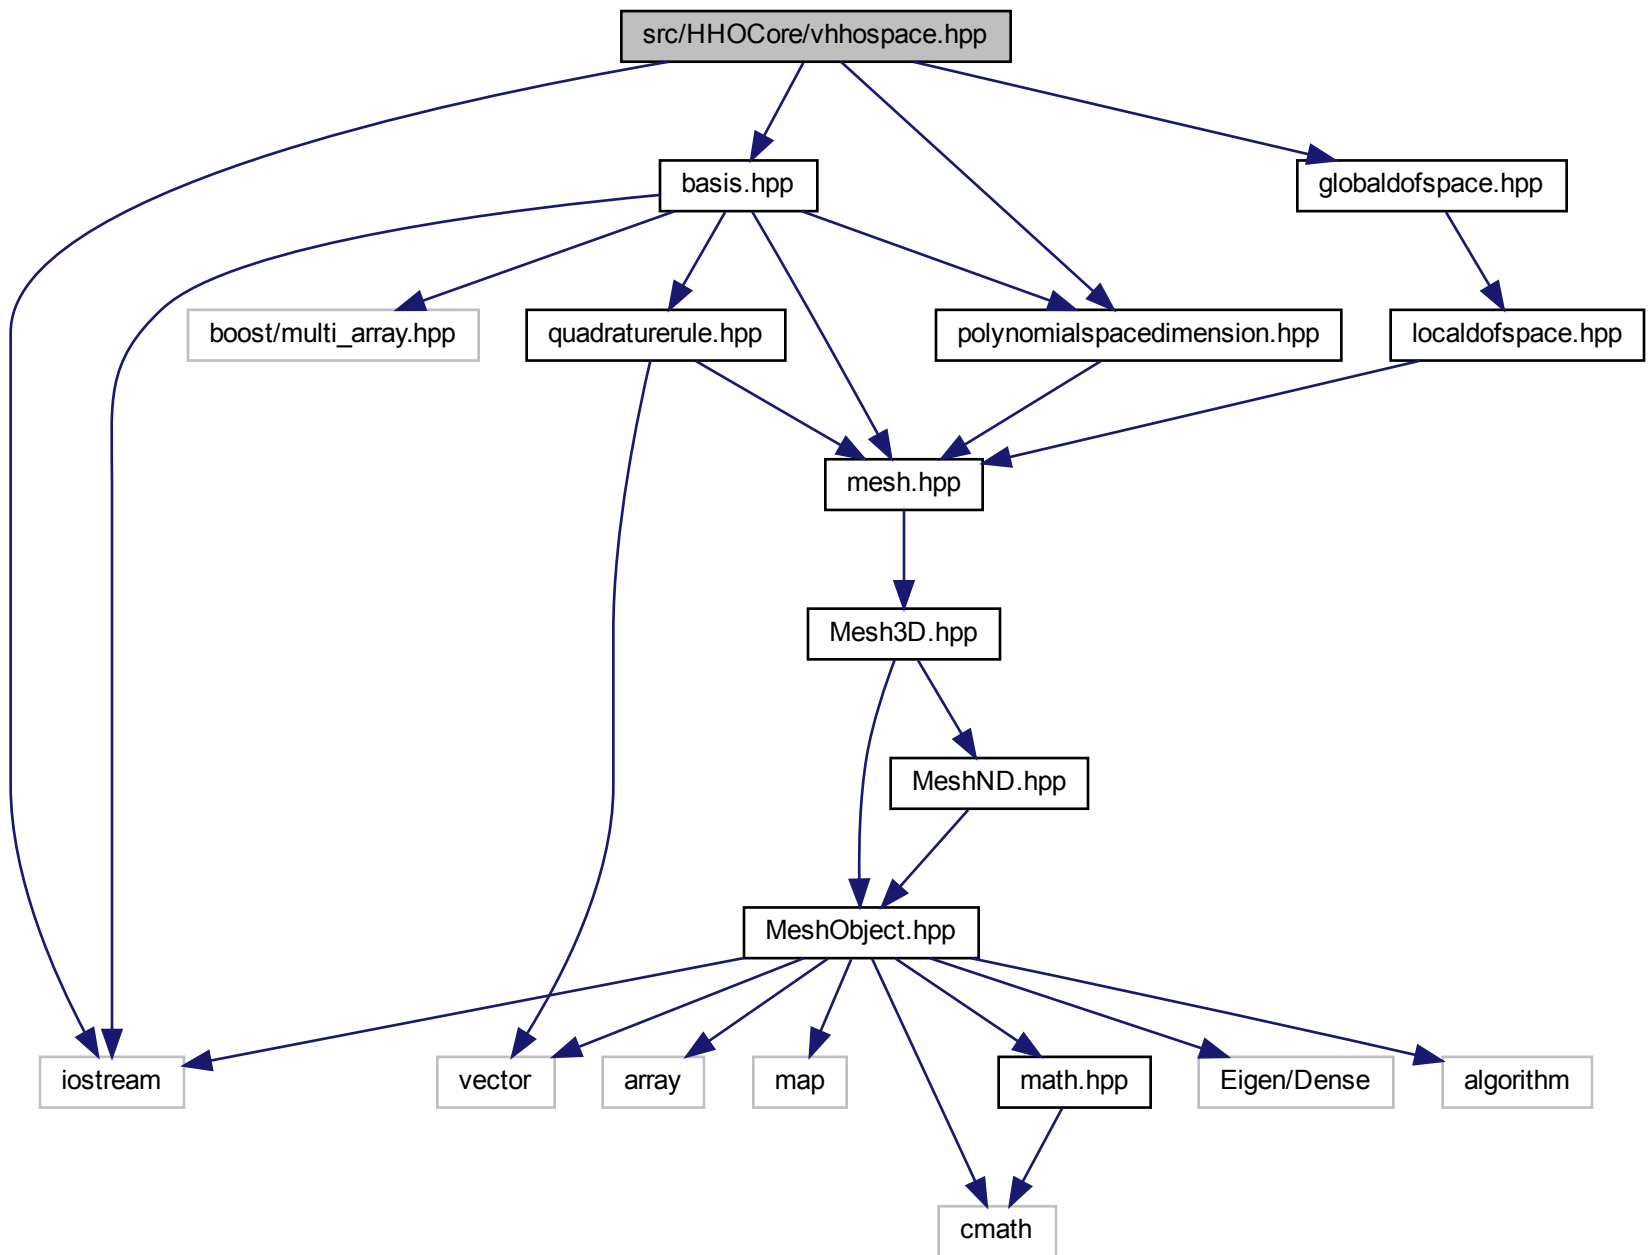 src/HHOCore/vhhospace.hpp
basis.hpp
globaldofspace.hpp
boost/multi_array.hpp
quadraturerule.hpp
polynomialspacedimension.hpp
localdofspace.hpp
mesh.hpp
Mesh3D.hpp
MeshND.hpp
MeshObject.hpp
iostream
vector
array
map
math.hpp
Eigen/Dense
algorithm
cmath